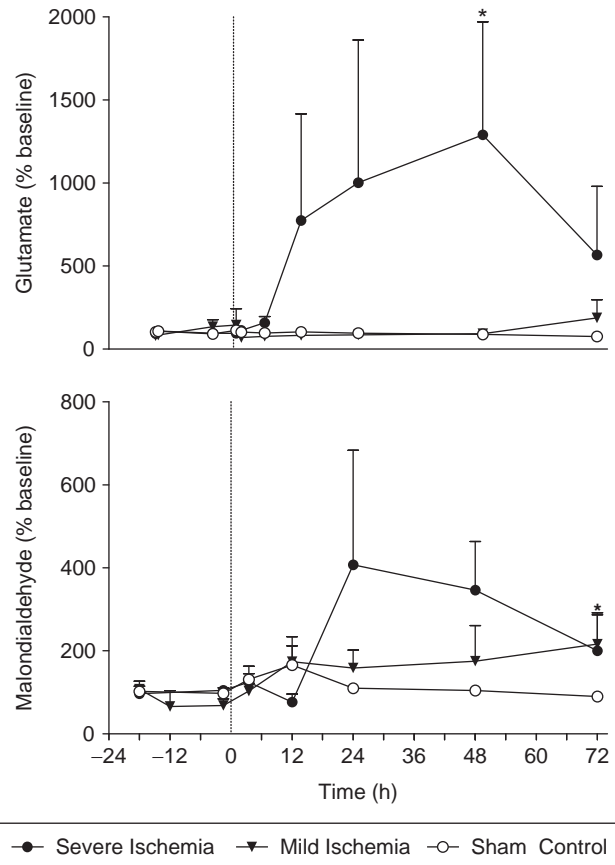 *
2000
1500
1000
500
0
Glutamate (% baseline)
800
600
400
200
0
*
Malondialdehyde (% baseline)
–24 –12 0 12 24 36 48 60 72
Time (h)
Severe Ischemia Mild Ischemia Sham Control